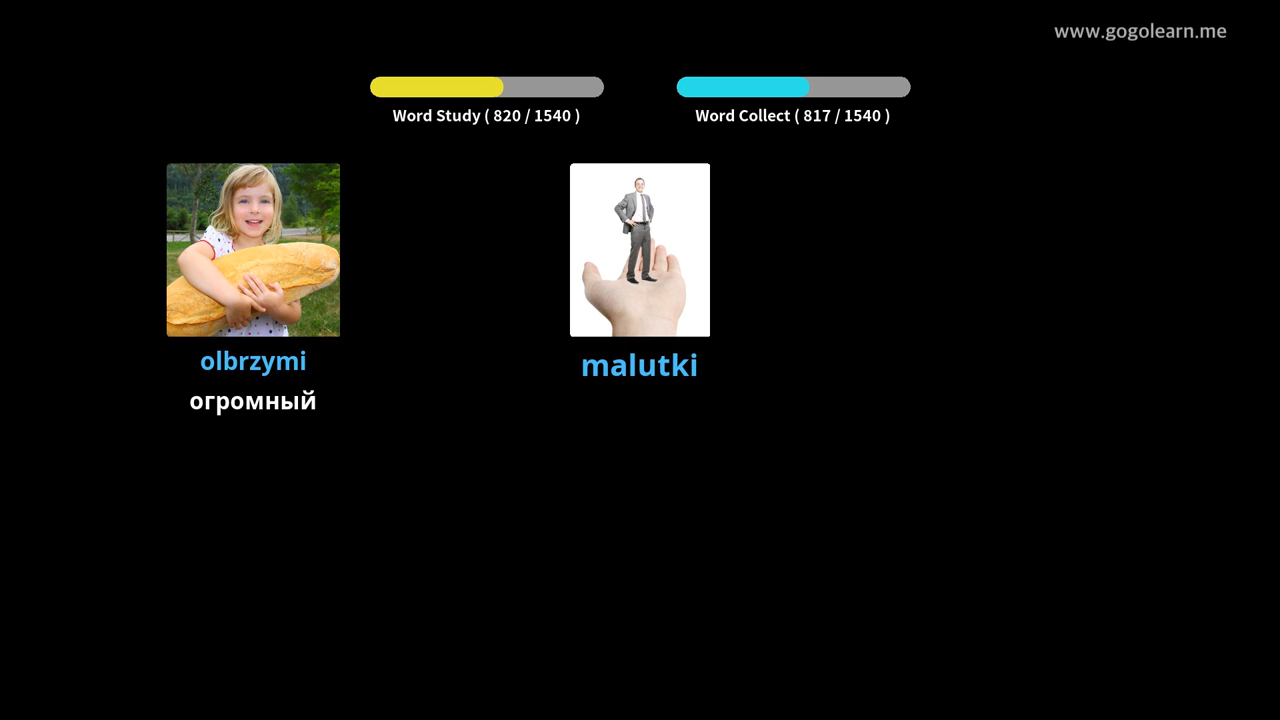 www.gogolearn.me
Word Study ( 820 / 1540 )
Word Collect ( 817 / 1540 )
olbrzymi
огромный
malutki